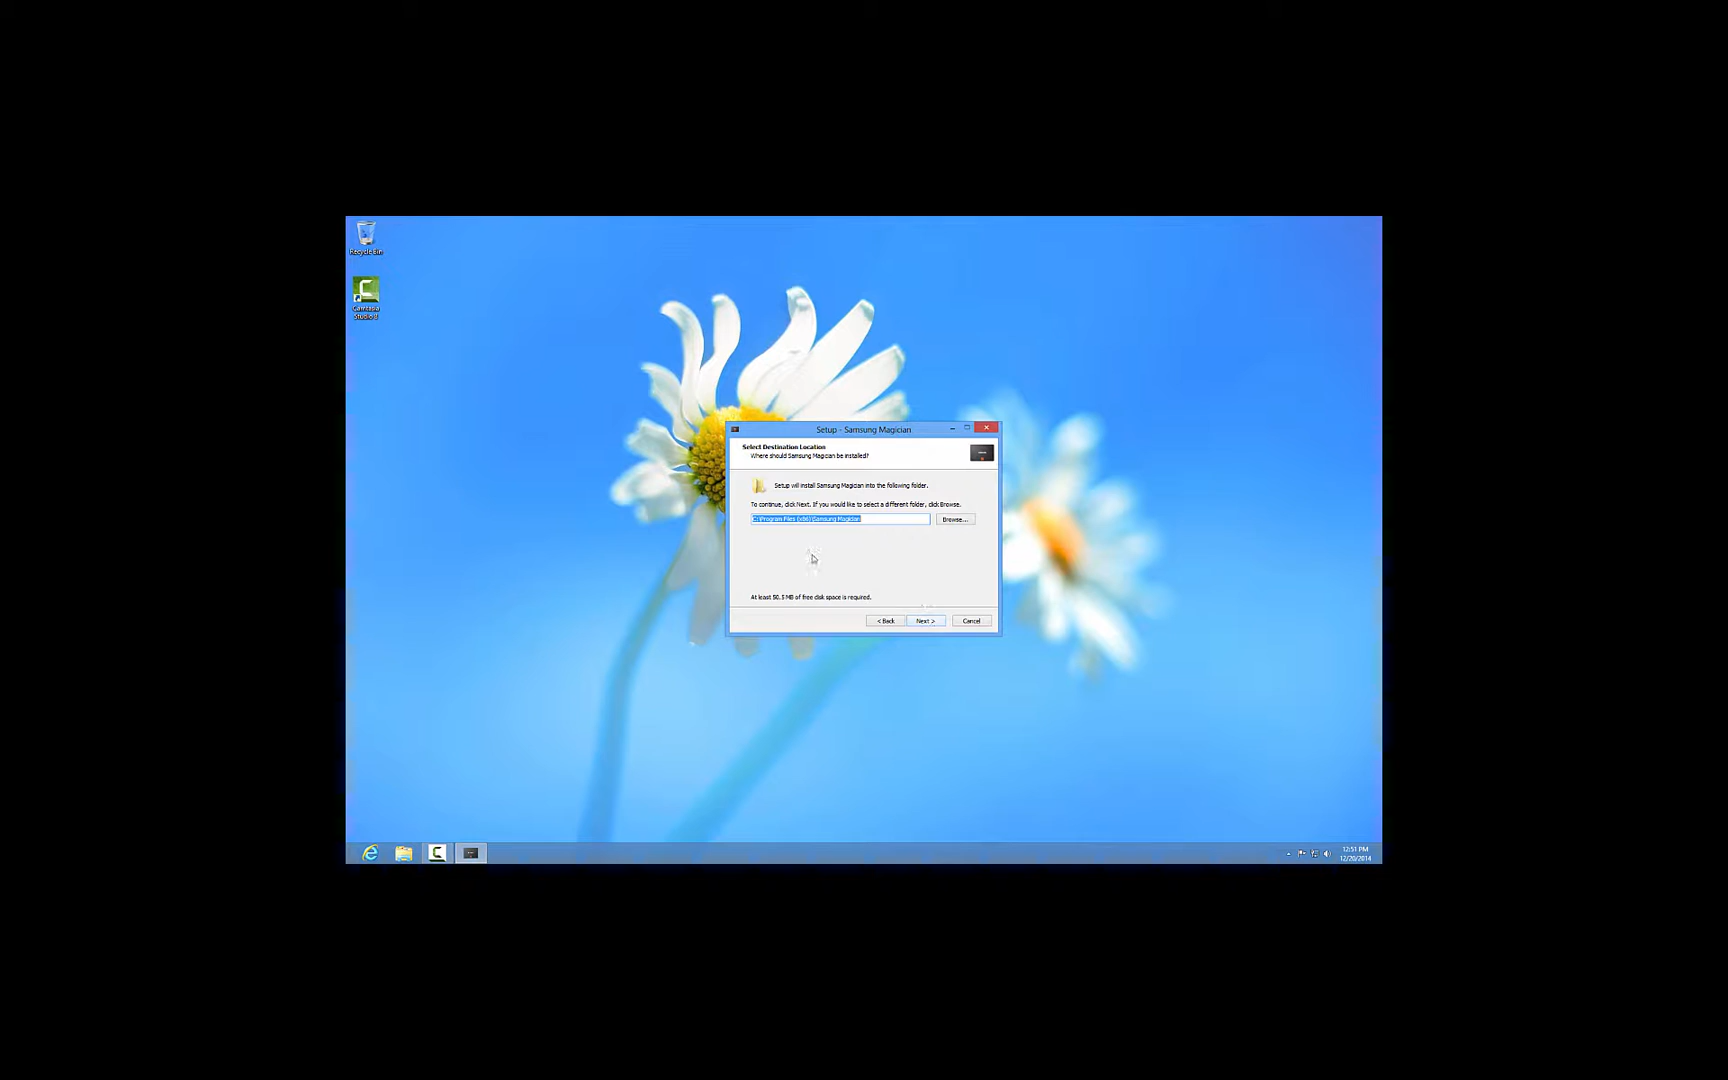 Recycle Bin
Camtasia
Studio 8
Setup - Samsung Magician
Select Destination Location
Where should Samsung Magician be installed?
Setup will install Samsung Magician into the following folder.
To continue, click Next. If you would like to select a different folder, click Browse.
C:\Program Files (x86)\Samsung Magician
Browse...
At least 50.5 MB of free disk space is required.
< Back
Next >
Cancel
12:51 PM
12/20/2014